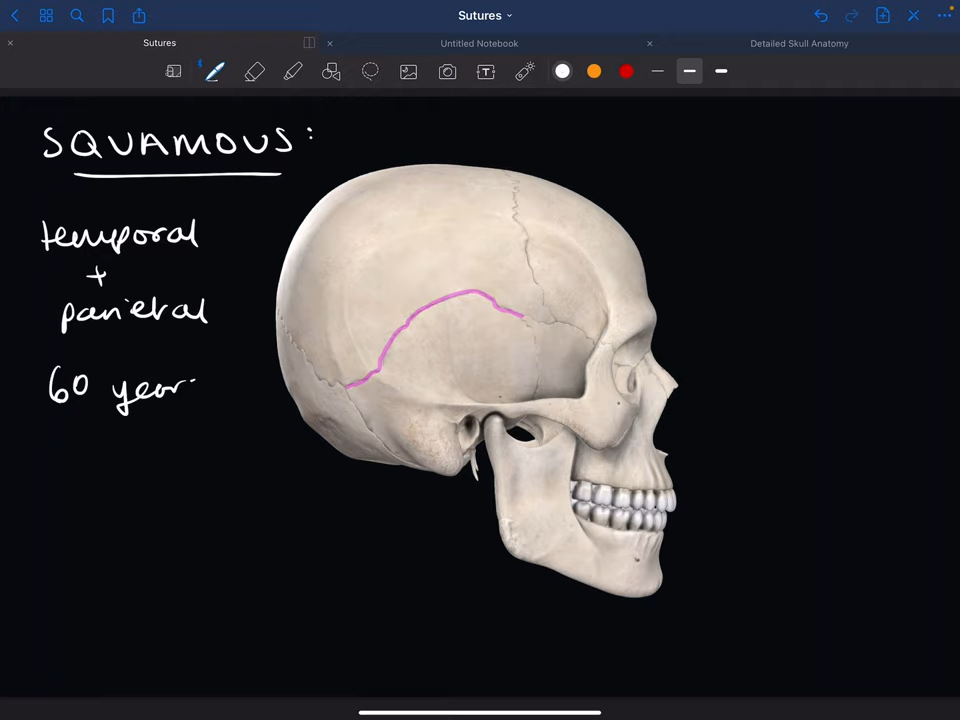 Sutures
Sutures
Untitled Notebook
Detailed Skull Anatomy
SQUAMOUS:
temporal
+
parietal
60 year